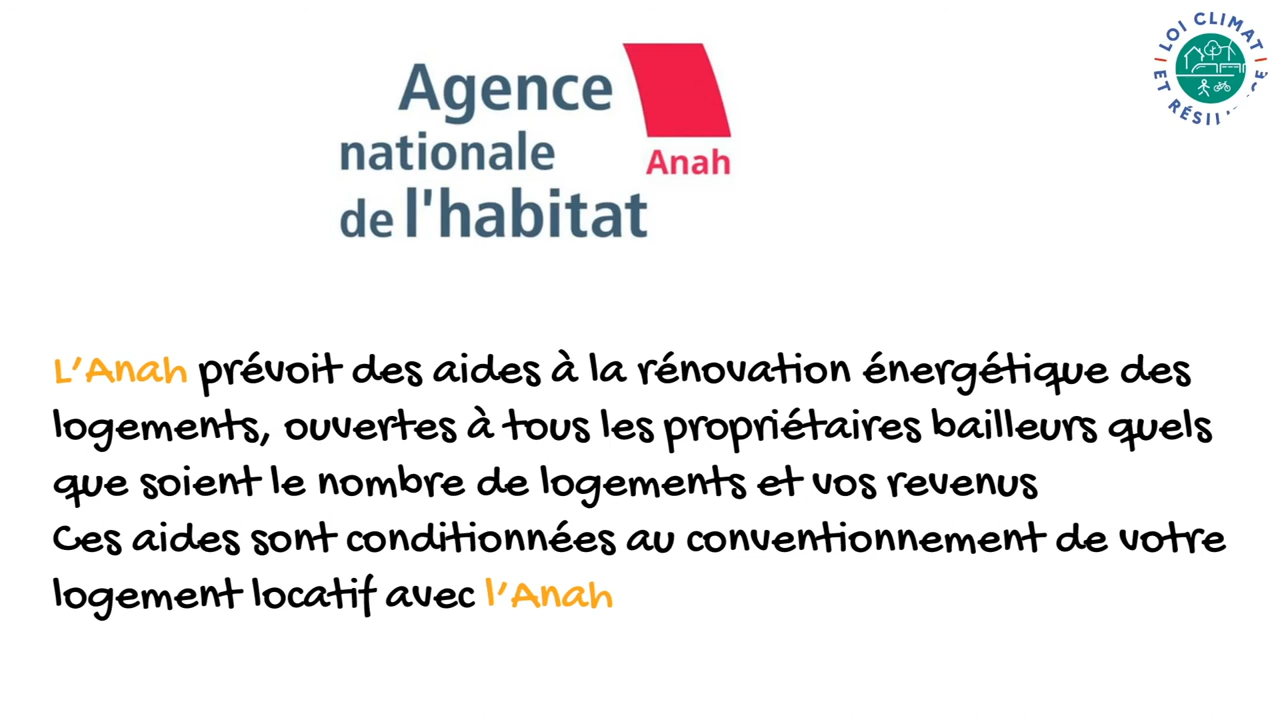 Agence
nationale
de l'habitat
Anah
LOI CLIMAT
ET
L'Anah prévoit des aides à la rénovation énergétique des
logements, ouvertes à tous les propriétaires bailleurs quels
que soient le nombre de logements et vos revenus
Ces aides sont conditionnées au conventionnement de votre
logement locatif avec l'Anah